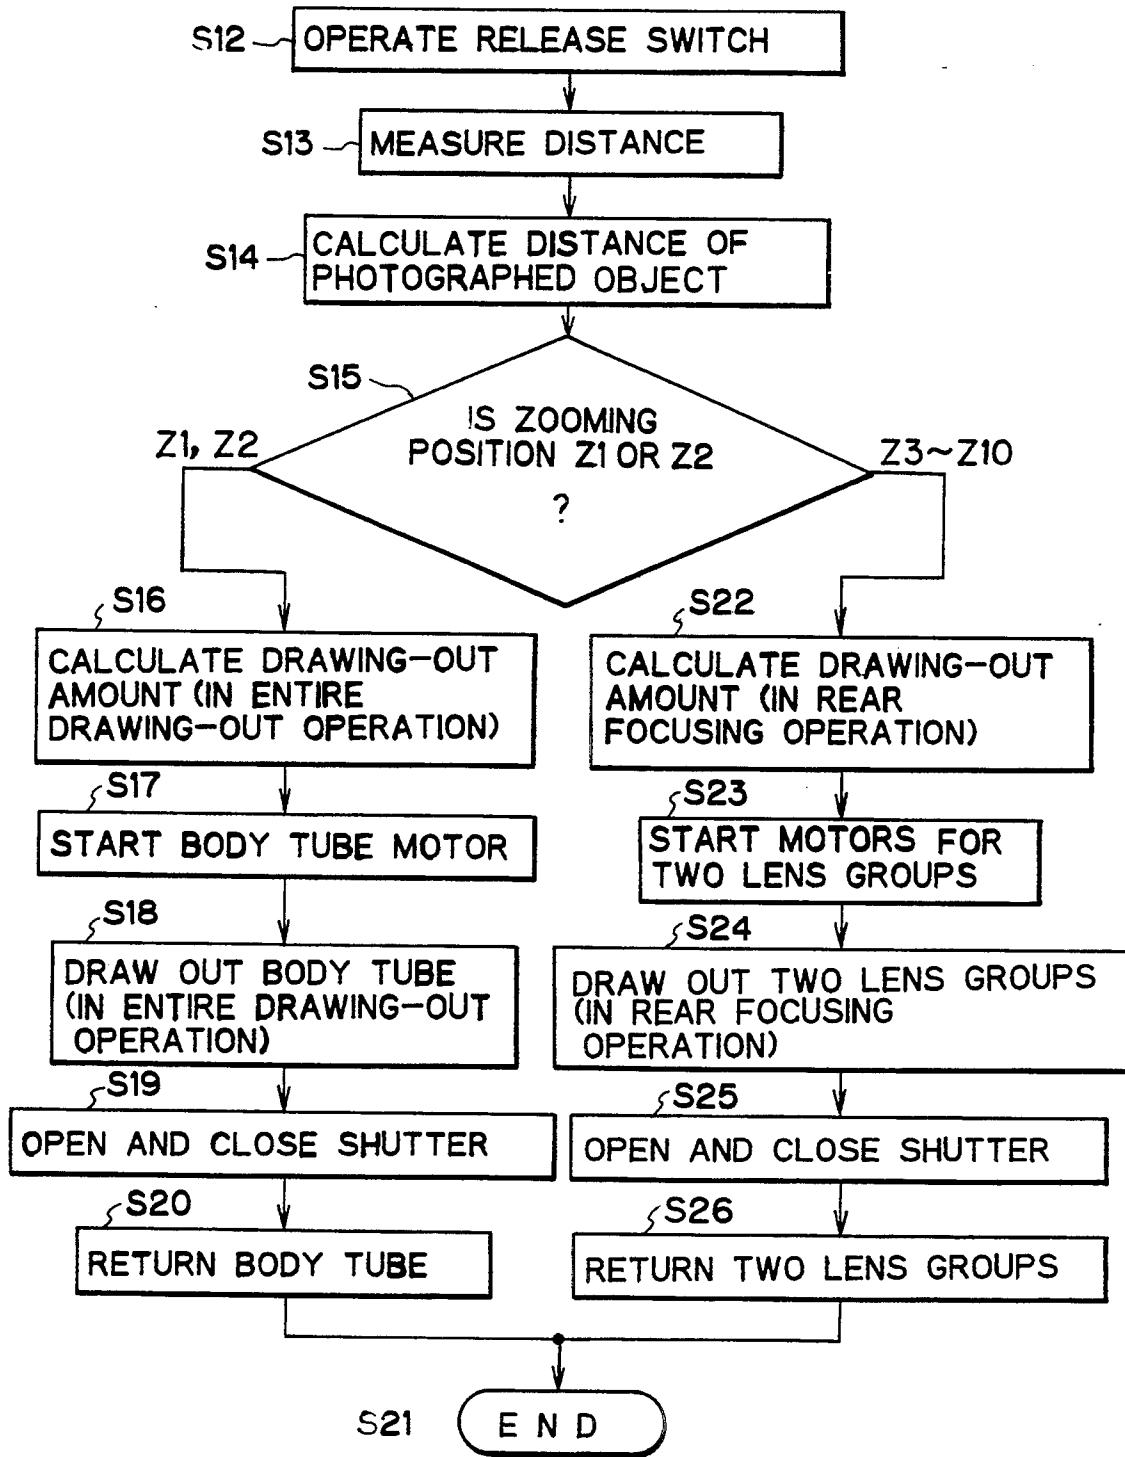 S12
OPERATE RELEASE SWITCH
S13
MEASURE DISTANCE
S14
CALCULATE DISTANCE OF
PHOTOGRAPHED OBJECT
S15
IS ZOOMING
POSITION Z1 OR Z2
?
Z1, Z2
Z3~Z10
S16
CALCULATE DRAWING-OUT
AMOUNT (IN ENTIRE
DRAWING-OUT OPERATION)
S17
START BODY TUBE MOTOR
S18
DRAW OUT BODY TUBE
(IN ENTIRE DRAWING-OUT
OPERATION)
S19
OPEN AND CLOSE SHUTTER
S20
RETURN BODY TUBE
S22
CALCULATE DRAWING-OUT
AMOUNT (IN REAR
FOCUSING OPERATION)
S23
START MOTORS FOR
TWO LENS GROUPS
S24
DRAW OUT TWO LENS GROUPS
(IN REAR FOCUSING
OPERATION)
S25
OPEN AND CLOSE SHUTTER
S26
RETURN TWO LENS GROUPS
S21
END